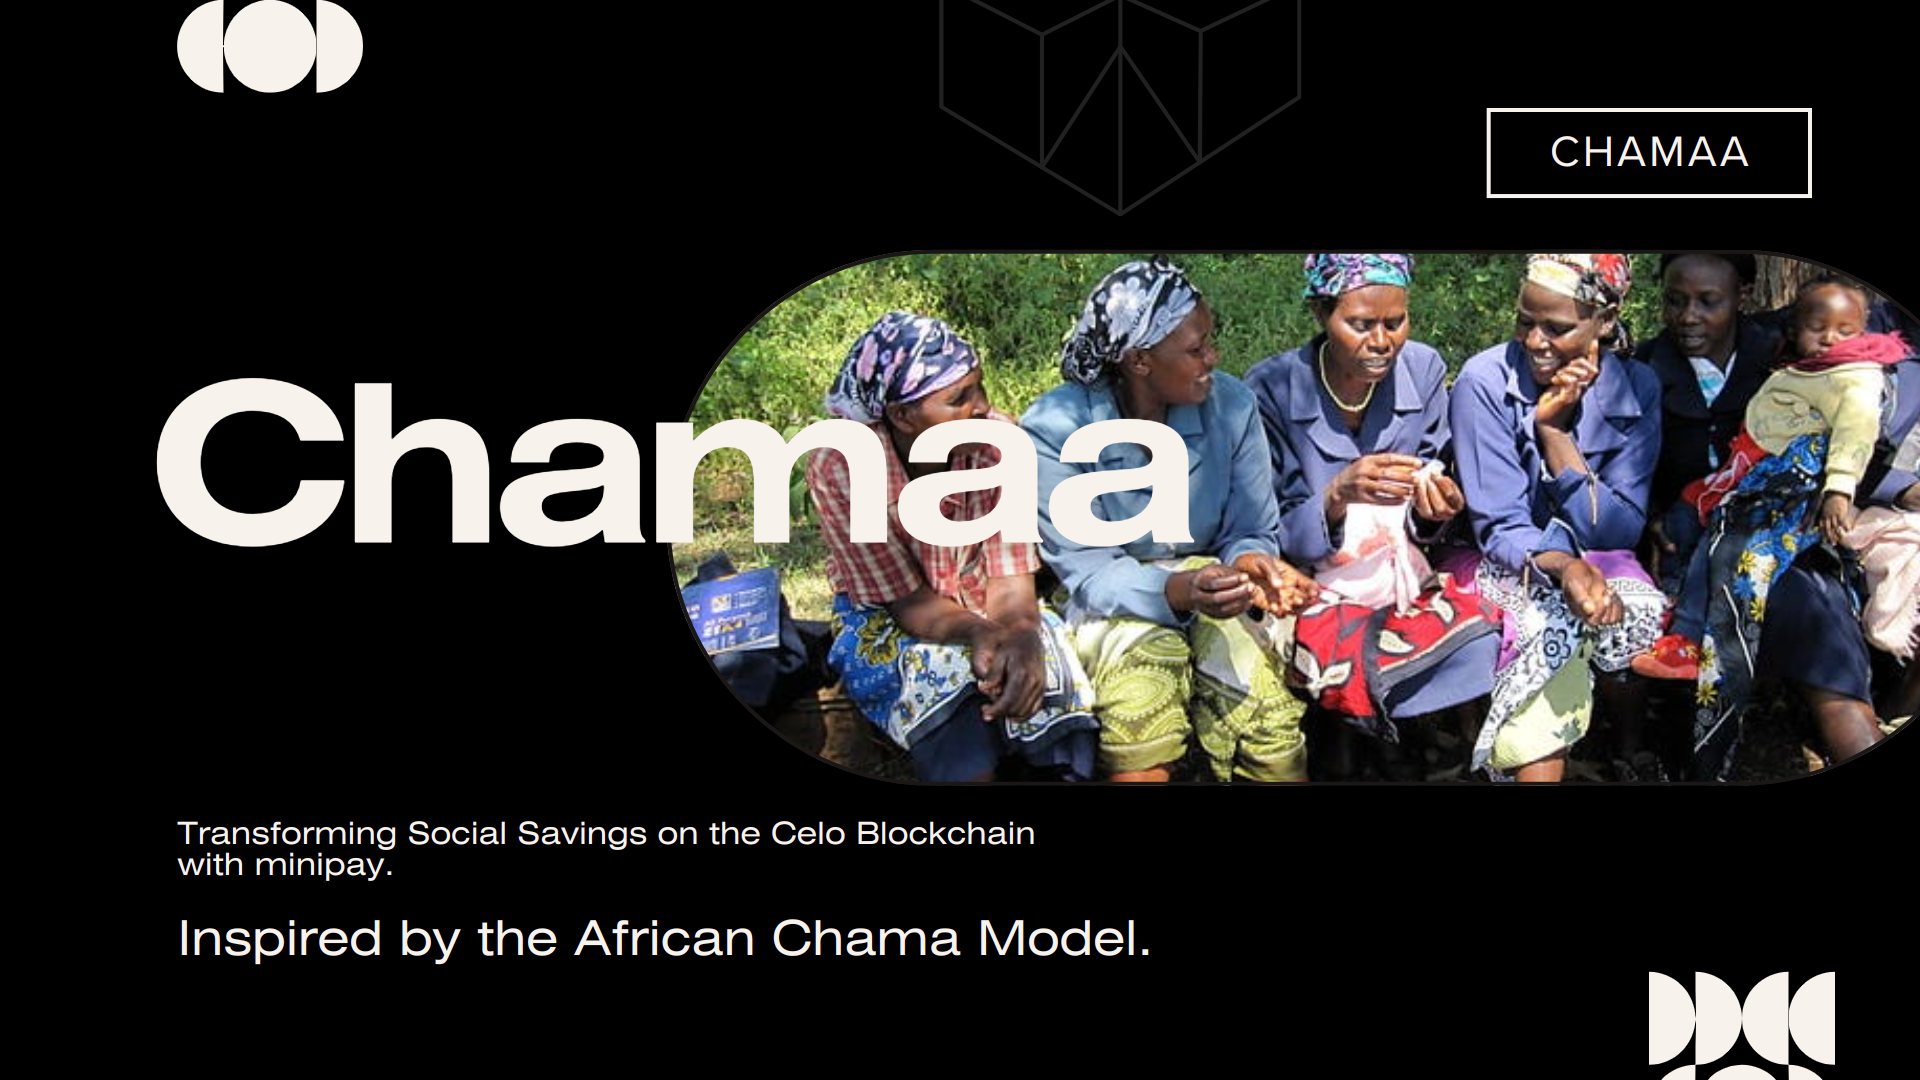 CHAMAA
Chamaa
Transforming Social Savings on the Celo Blockchain
with minipay.
Inspired by the African Chama Model.